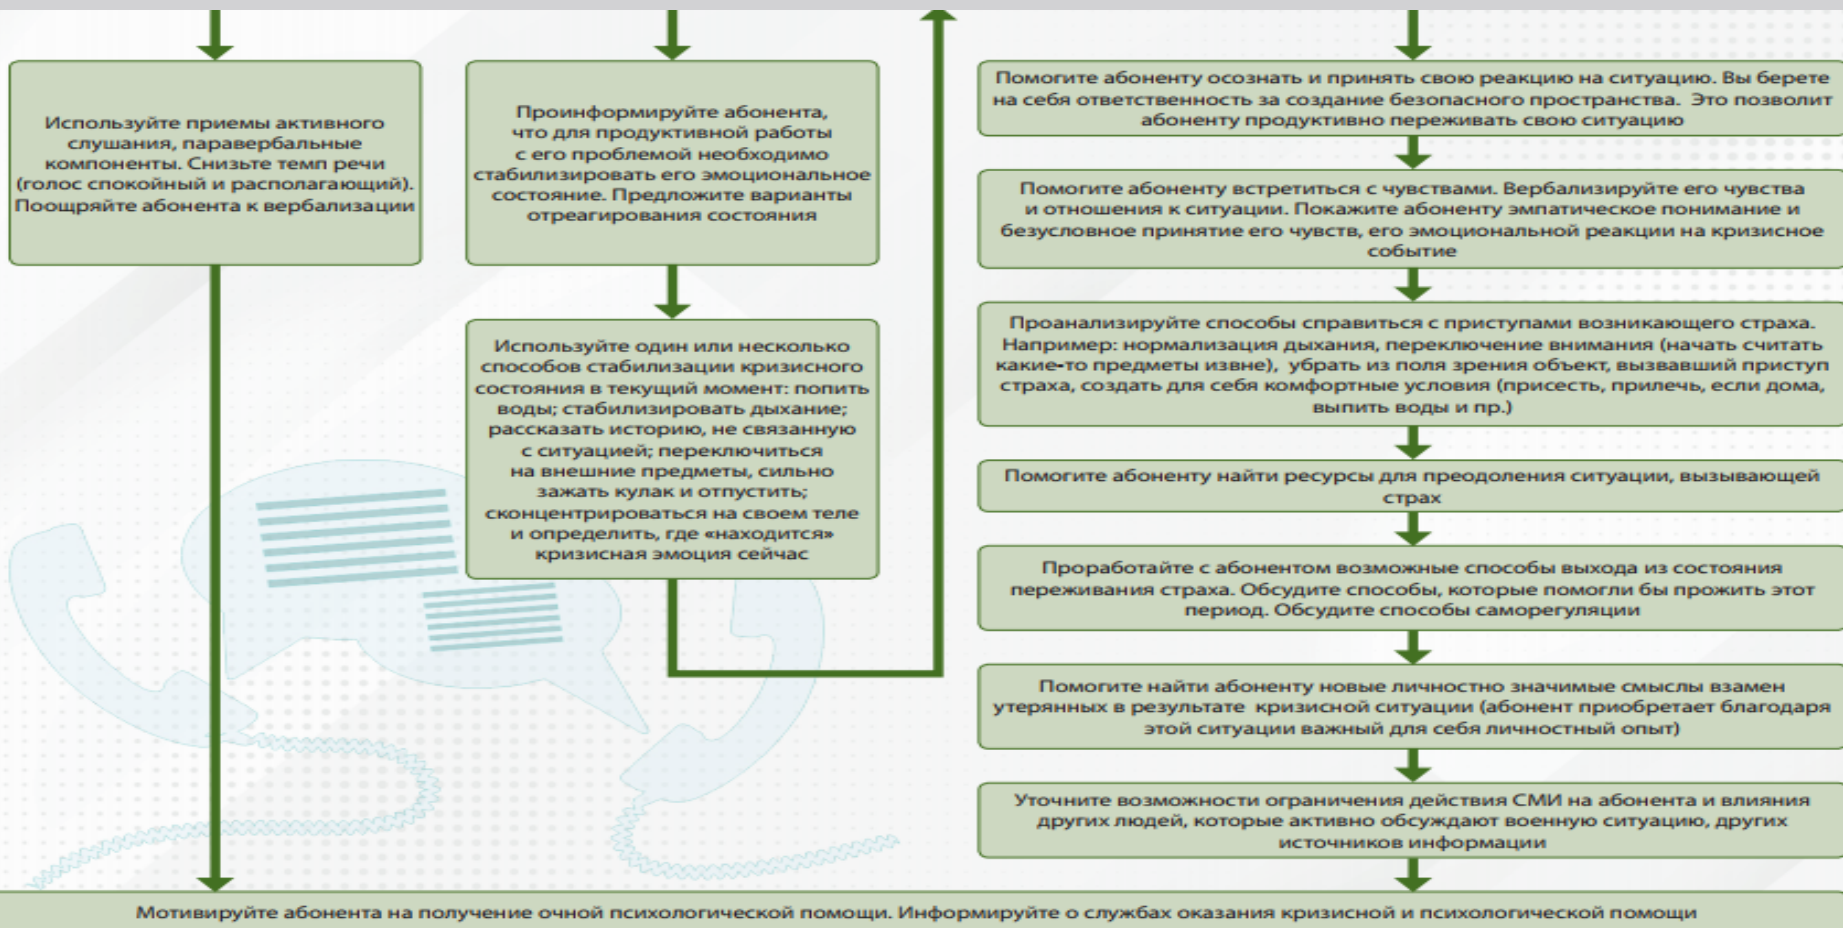 Используйте приемы активного
слушания, паравербальные
компоненты. Снизьте темп речи
(голос спокойный и располагающий).
Поощряйте абонента к вербализации
Проинформируйте абонента,
что для продуктивной работы
с его проблемой необходимо
стабилизировать его эмоциональное
состояние. Предложите варианты
отреагирования состояния
Используйте один или несколько
способов стабилизации кризисного
состояния в текущий момент: попить
воды; стабилизировать дыхание;
рассказать историю, не связанную
с ситуацией; переключиться
на внешние предметы, сильно
зажать кулак и отпустить;
сконцентрироваться на своем теле
и определить, где «находится»
кризисная эмоция сейчас
Помогите абоненту осознать и принять свою реакцию на ситуацию. Вы берете
на себя ответственность за создание безопасного пространства. Это позволит
абоненту продуктивно переживать свою ситуацию
Помогите абоненту встретиться с чувствами. Вербализируйте его чувства
и отношения к ситуации. Покажите абоненту эмпатическое понимание и
безусловное принятие его чувств, его эмоциональной реакции на кризисное
событие
Проанализируйте способы справиться с приступами возникающего страха.
Например: нормализация дыхания, переключение внимания (начать считать
какие-то предметы извне), убрать из поля зрения объект, вызвавший приступ
страха, создать для себя комфортные условия (присесть, прилечь, если дома,
выпить воды и пр.)
Помогите абоненту найти ресурсы для преодоления ситуации, вызывающей
страх
Проработайте с абонентом возможные способы выхода из состояния
переживания страха. Обсудите способы, которые помогли бы прожить этот
период. Обсудите способы саморегуляции
Помогите найти абоненту новые личностно значимые смыслы взамен
утерянных в результате кризисной ситуации (абонент приобретает благодаря
этой ситуации важный для себя личностный опыт)
Уточните возможности ограничения действия СМИ на абонента и влияния
других людей, которые активно обсуждают военную ситуацию, других
источников информации
Мотивируйте абонента на получение очной психологической помощи. Информируйте о службах оказания кризисной и психологической помощи